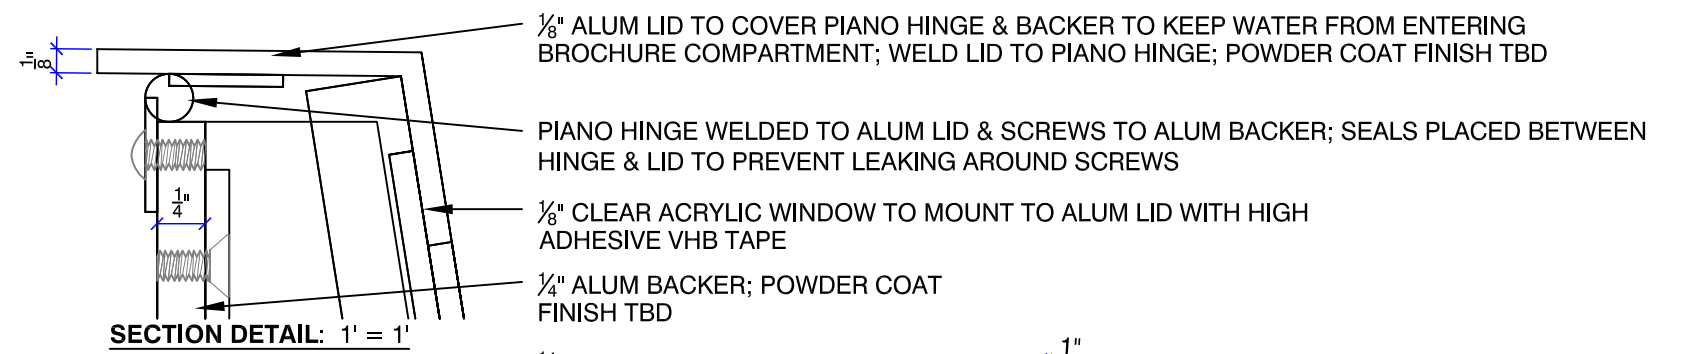 ⅛" ALUM LID TO COVER PIANO HINGE & BACKER TO KEEP WATER FROM ENTERING
BROCHURE COMPARTMENT; WELD LID TO PIANO HINGE; POWDER COAT FINISH TBD
⅛"
PIANO HINGE WELDED TO ALUM LID & SCREWS TO ALUM BACKER; SEALS PLACED BETWEEN
HINGE & LID TO PREVENT LEAKING AROUND SCREWS
¼"
⅛" CLEAR ACRYLIC WINDOW TO MOUNT TO ALUM LID WITH HIGH
ADHESIVE VHB TAPE
¼" ALUM BACKER; POWDER COAT
FINISH TBD
SECTION DETAIL: 1' = 1'
1"